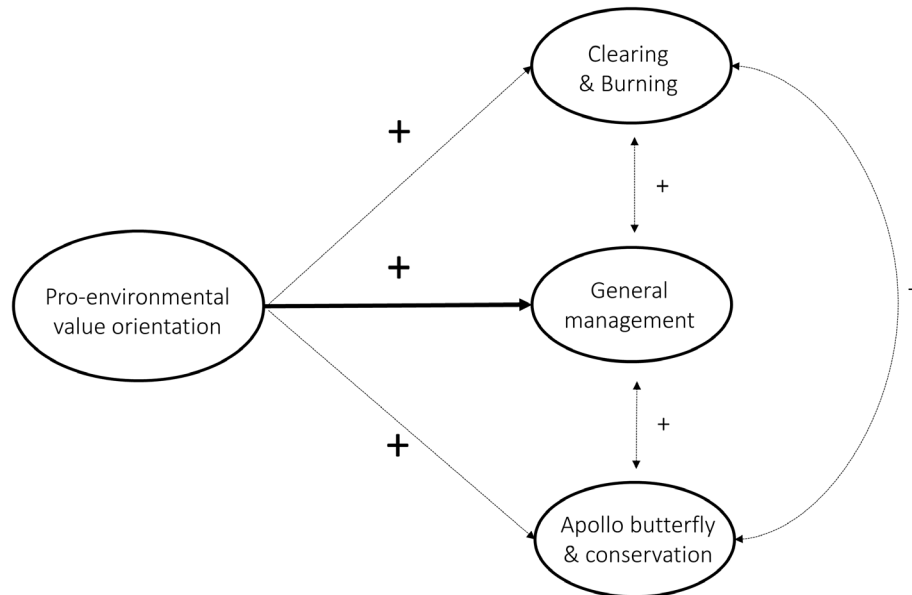 Clearing
& Burning
+
+
+
Pro-environmental
value orientation
General
management
+
+
Apollo butterfly
& conservation